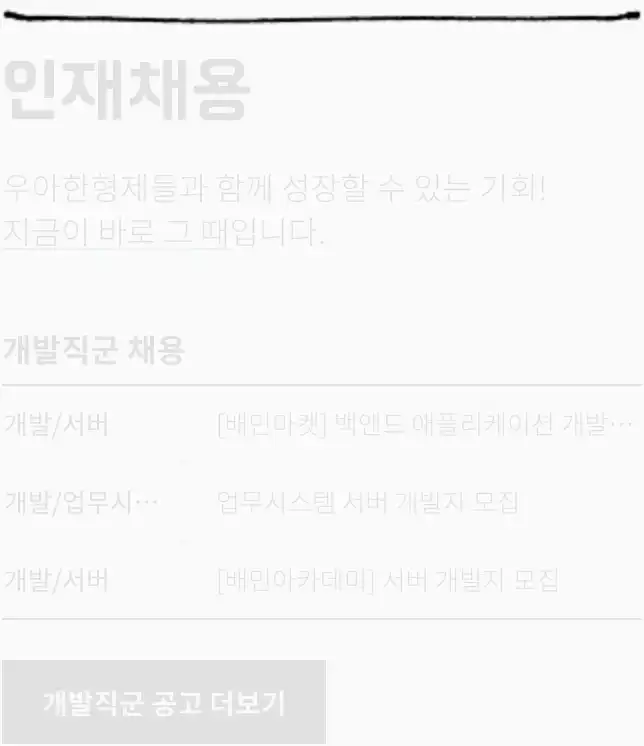 인재채용
우아한형제들과 함께 성장할 수 있는 기회!
지금이 바로 그 때입니다.
개발직군 채용
개발/서버 [배민마켓] 백엔드 애플리케이션 개발…
개발/업무시… 업무시스템 서버 개발자 모집
개발/서버 [배민아카데미] 서버 개발자 모집
개발직군 공고 더보기